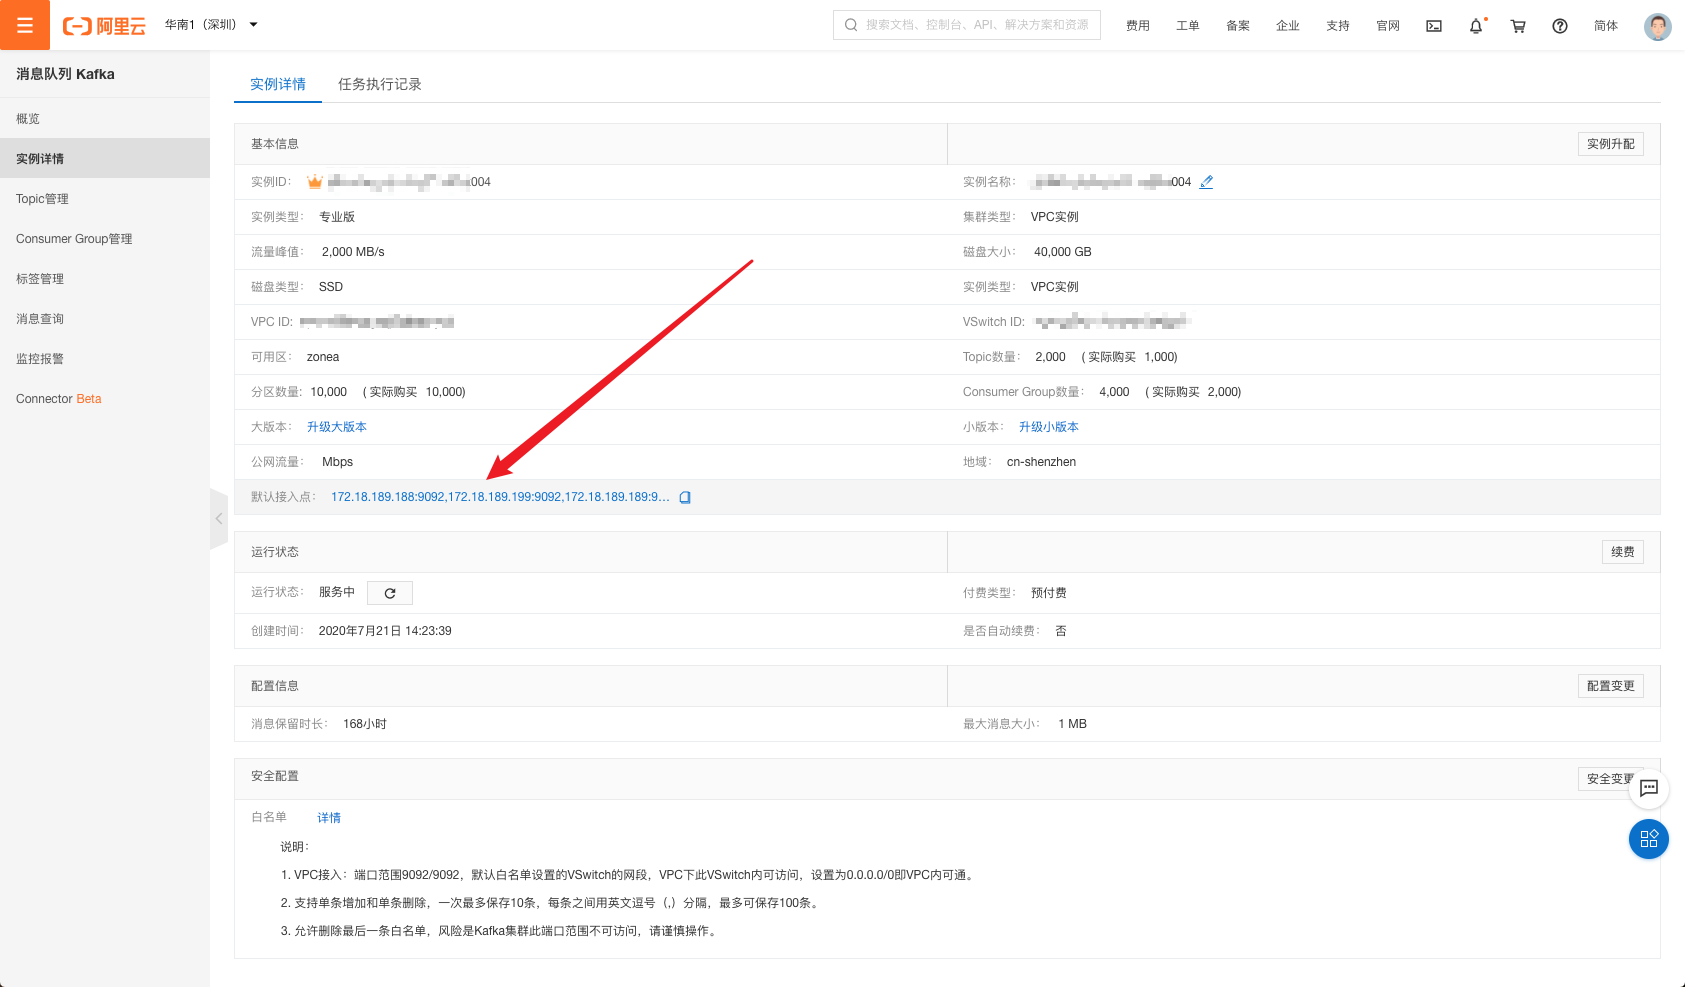 阿里云
华南1（深圳）
搜索文档、控制台、API、解决方案和资源
费用
工单
备案
企业
支持
官网
简体
消息队列 Kafka
概览
实例详情
Topic管理
Consumer Group管理
标签管理
消息查询
监控报警
Connector Beta
实例详情
任务执行记录
基本信息
实例升配
实例ID：
004
实例名称：
004
实例类型： 专业版
集群类型： VPC实例
流量峰值： 2,000 MB/s
磁盘大小： 40,000 GB
磁盘类型： SSD
实例类型： VPC实例
VPC ID:
VSwitch ID:
可用区： zonea
Topic数量： 2,000 （实际购买 1,000)
分区数量: 10,000 （实际购买 10,000)
Consumer Group数量： 4,000 （实际购买 2,000)
大版本： 升级大版本
小版本： 升级小版本
公网流量： Mbps
地域： cn-shenzhen
默认接入点： 172.18.189.188:9092,172.18.189.199:9092,172.18.189.189:9...
运行状态
续费
运行状态： 服务中
付费类型： 预付费
创建时间： 2020年7月21日 14:23:39
是否自动续费： 否
配置信息
配置变更
消息保留时长： 168小时
最大消息大小： 1 MB
安全配置
安全变更
白名单
详情
说明：
1. VPC接入：端口范围9092/9092，默认白名单设置的VSwitch的网段，VPC下此VSwitch内可访问，设置为0.0.0.0/0即VPC内可通。
2. 支持单条增加和单条删除，一次最多保存10条，每条之间用英文逗号（,）分隔，最多可保存100条。
3. 允许删除最后一条白名单，风险是Kafka集群此端口范围不可访问，请谨慎操作。